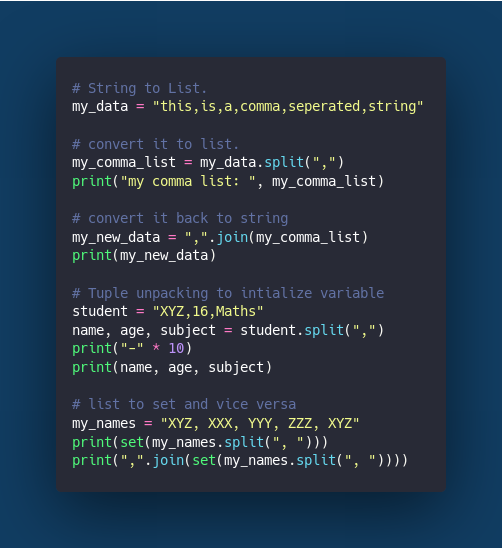 # String to List.
my_data = "this,is,a,comma,seperated,string"

# convert it to list.
my_comma_list = my_data.split(",")
print("my comma list: ", my_comma_list)

# convert it back to string
my_new_data = ",".join(my_comma_list)
print(my_new_data)

# Tuple unpacking to intialize variable
student = "XYZ,16,Maths"
name, age, subject = student.split(",")
print("-" * 10)
print(name, age, subject)

# list to set and vice versa
my_names = "XYZ, XXX, YYY, ZZZ, XYZ"
print(set(my_names.split(", ")))
print(",".join(set(my_names.split(", "))))